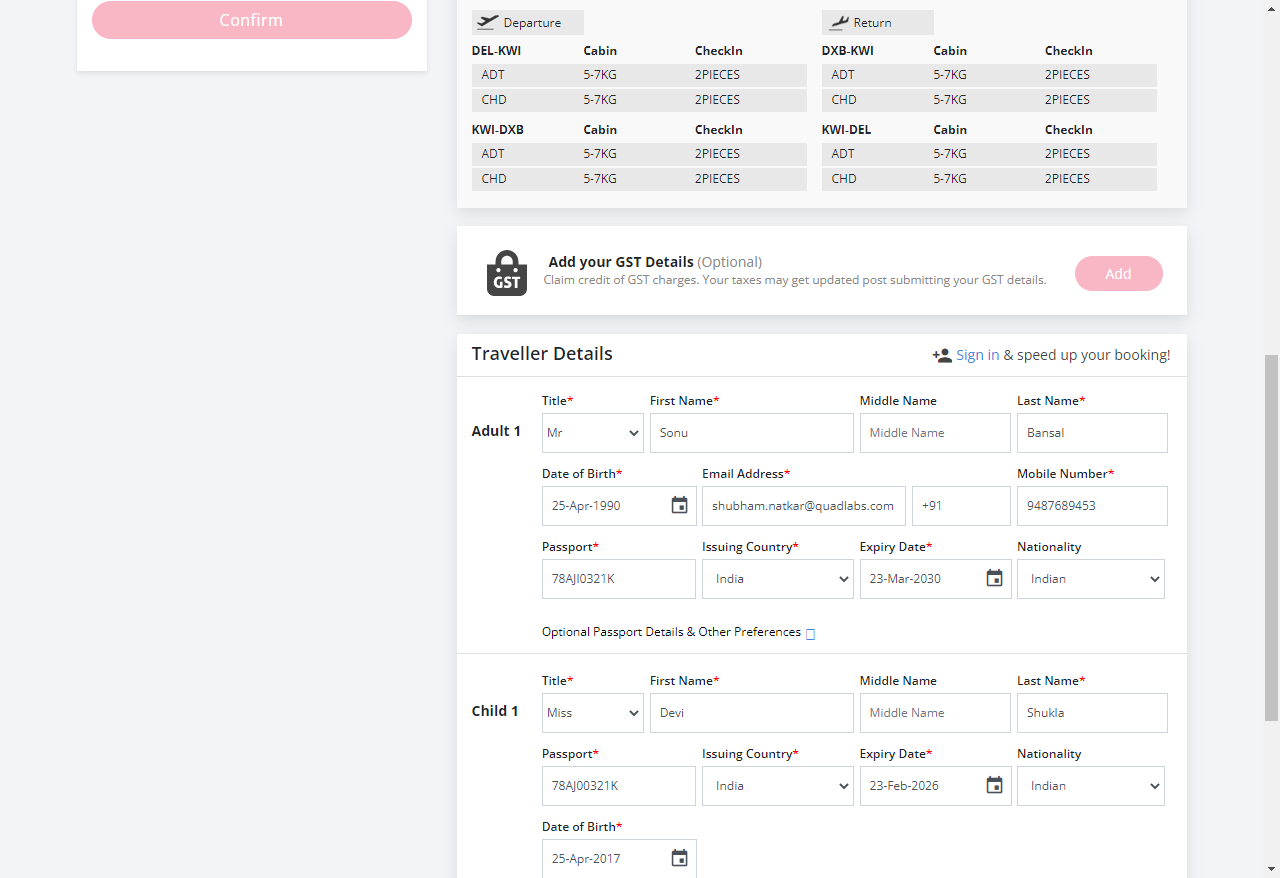 Confirm
Departure
DEL-KWI Cabin CheckIn
ADT 5-7KG 2PIECES
CHD 5-7KG 2PIECES
KWI-DXB Cabin CheckIn
ADT 5-7KG 2PIECES
CHD 5-7KG 2PIECES
Return
DXB-KWI Cabin CheckIn
ADT 5-7KG 2PIECES
CHD 5-7KG 2PIECES
KWI-DEL Cabin CheckIn
ADT 5-7KG 2PIECES
CHD 5-7KG 2PIECES
GST
Add your GST Details (Optional)
Claim credit of GST charges. Your taxes may get updated post submitting your GST details.
Add
Traveller Details
Sign in & speed up your booking!
Title* First Name* Middle Name Last Name*
Adult 1 Mr Sonu Middle Name Bansal
Date of Birth* Email Address* Mobile Number*
25-Apr-1990 shubham.natkar@quadlabs.com +91 9487689453
Passport* Issuing Country* Expiry Date* Nationality
78AJI0321K India 23-Mar-2030 Indian
Optional Passport Details & Other Preferences
Title* First Name* Middle Name Last Name*
Child 1 Miss Devi Middle Name Shukla
Passport* Issuing Country* Expiry Date* Nationality
78AJ00321K India 23-Feb-2026 Indian
Date of Birth*
25-Apr-2017